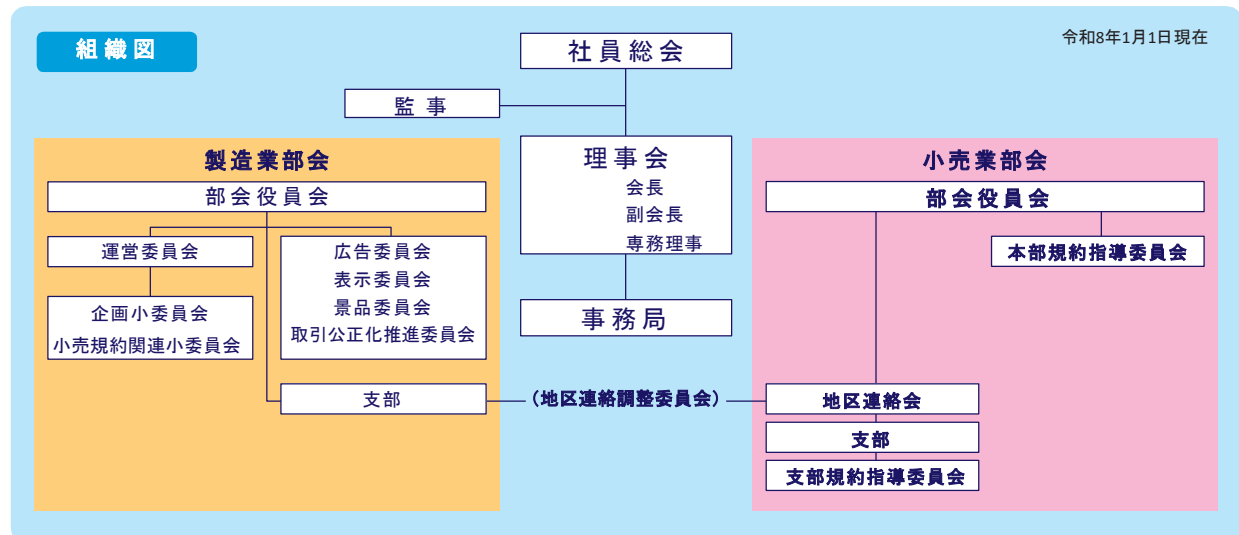 組織図
令和8年1月1日現在
社員総会
監事
理事会
会長
副会長
専務理事
事務局
製造業部会
部会役員会
運営委員会
企画小委員会
小売規約関連小委員会
広告委員会
表示委員会
景品委員会
取引公正化推進委員会
支部
(地区連絡調整委員会)
小売業部会
部会役員会
本部規約指導委員会
地区連絡会
支部
支部規約指導委員会